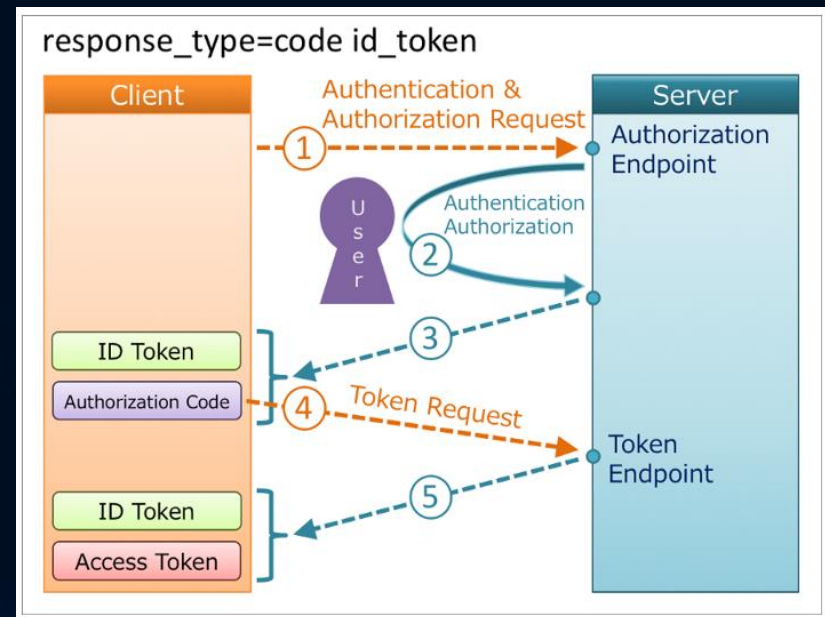 response_type=code id_token
Client
Authentication &
Authorization Request
Server
1
Authorization
Endpoint
User
Authentication
Authorization
2
3
ID Token
Authorization Code
4
Token Request
Token
Endpoint
5
ID Token
Access Token